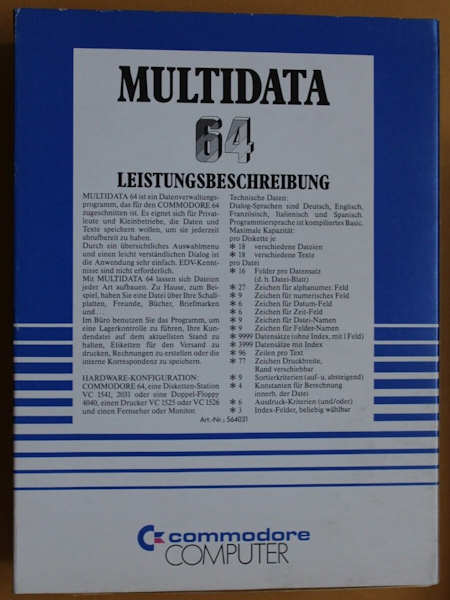 MULTIDATA
64
LEISTUNGSBESCHREIBUNG
MULTIDATA 64 ist ein Datenverwaltungs-
programm, das für den COMMODORE 64
zugeschnitten ist. Es eignet sich für Privat-
leute und Kleinbetriebe, die Daten und
Texte speichern wollen, um sie jederzeit
abrufbereit zu haben.
Durch ein übersichtliches Auswahlmenu
und einen leicht verständlichen Dialog ist
die Anwendung sehr einfach. EDV-Kennt-
nisse sind nicht erforderlich.
Mit MULTIDATA 64 lassen sich Dateien
jeder Art aufbauen. Zu Hause, zum Bei-
spiel, haben Sie eine Datei über Ihre Schall-
platten, Freunde, Bücher, Briefmarken
und . . .
Im Büro benutzen Sie das Programm, um
eine Lagerkontrolle zu führen, Ihre Kun-
dendatei auf dem aktuellsten Stand zu
halten, Etiketten für den Versand zu
drucken, Rechnungen zu erstellen oder die
interne Korrespondenz zu speichern.
HARDWARE-KONFIGURATION:
COMMODORE 64, eine Disketten-Station
VC 1541, 2031 oder eine Doppel-Floppy
4040, einen Drucker VC 1525 oder VC 1526
und einen Fernseher oder Monitor.
Technische Daten:
Dialog-Sprachen sind Deutsch, Englisch,
Französisch, Italienisch und Spanisch.
Programmiersprache ist kompiliertes Basic.
Maximale Kapazität:
pro Diskette je
* 18 verschiedene Dateien
* 18 verschiedene Texte
pro Datei
* 16 Felder pro Datensatz
(d. h. Datei-Blatt)
* 27 Zeichen für alphanumer. Feld
* 9 Zeichen für numerisches Feld
* 6 Zeichen für Datum-Feld
* 6 Zeichen für Zeit-Feld
* 9 Zeichen für Datei-Namen
* 9 Zeichen für Felder-Namen
* 9999 Datensätze (ohne Index, mit 1 Feld)
* 3999 Datensätze mit Index
* 96 Zeilen pro Text
* 77 Zeichen Druckbreite,
Rand verschiebbar
* 9 Sortierkriterien (auf- u. absteigend)
* 4 Konstanten für Berechnung
innerh. der Datei
* 6 Ausdruck-Kriterien (und/oder)
* 3 Index-Felder, beliebig wählbar
Art.-Nr.: 564031
commodore
COMPUTER